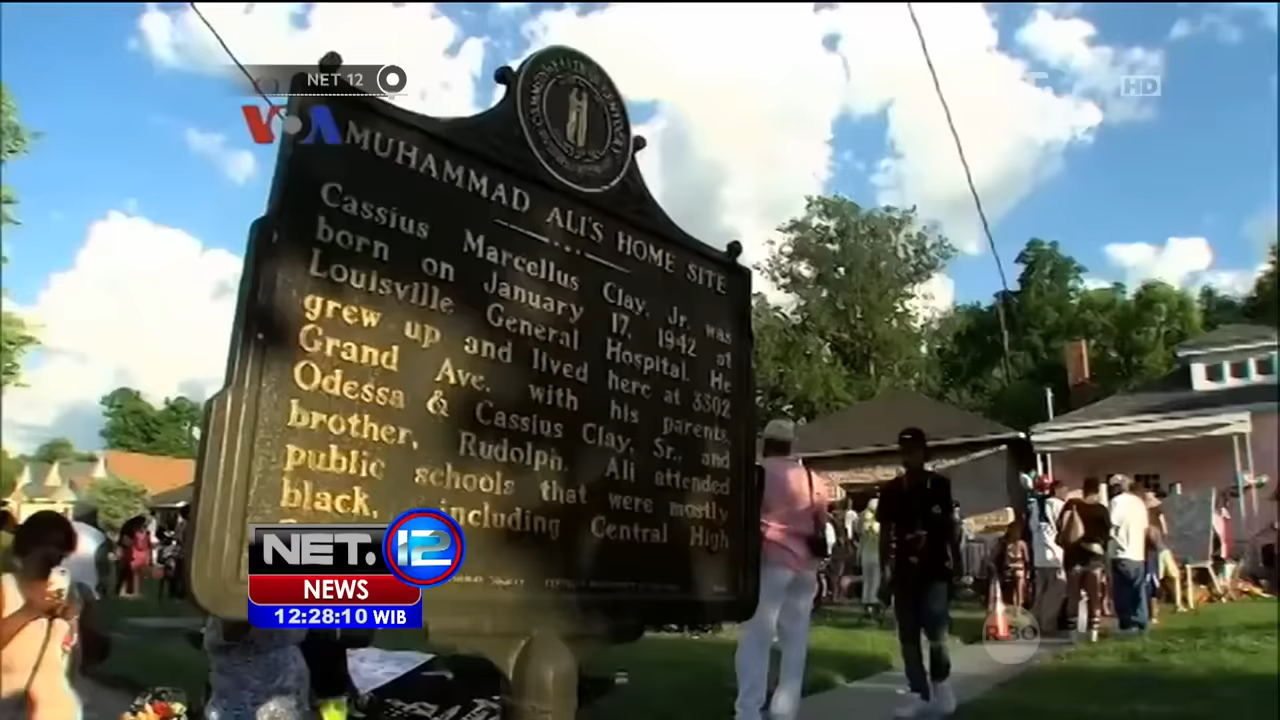 NET 12
HD
VOA
MUHAMMAD ALI'S HOME SITE
Cassius Marcellus Clay, Jr. was
born on January 17, 1942 at
Louisville General Hospital. He
grew up and lived here at 3302
Grand Ave. with his parents,
Odessa & Cassius Clay, Sr., and
brother, Rudolph. Ali attended
public schools that were mostly
black, including Central High
NET. 12
NEWS
12:28:10 WIB
R-BO